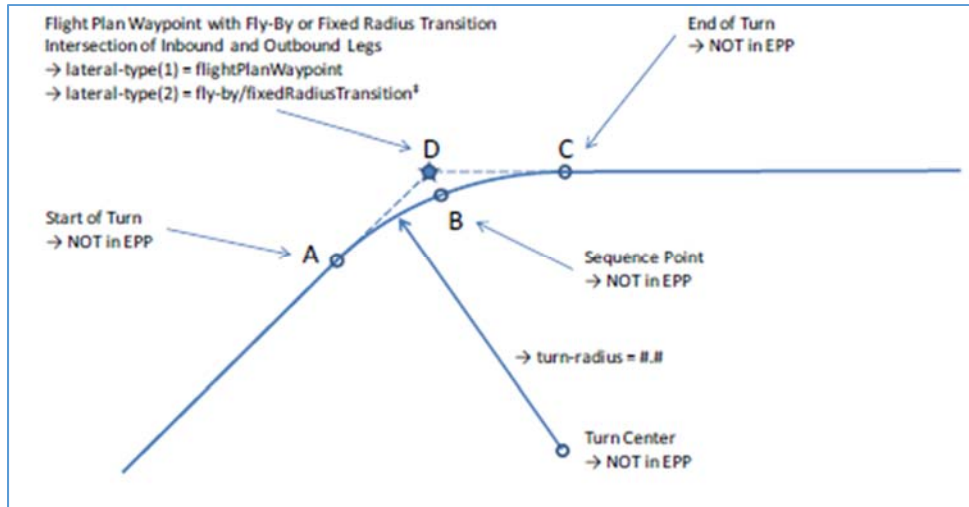 Flight Plan Waypoint with Fly-By or Fixed Radius Transition
Intersection of Inbound and Outbound Legs
→ lateral-type(1) = flightPlanWaypoint
→ lateral-type(2) = fly-by/fixedRadiusTransition‡
End of Turn
→ NOT in EPP
D
C
Start of Turn
→ NOT in EPP
A
B
Sequence Point
→ NOT in EPP
→ turn-radius = #.#
Turn Center
→ NOT in EPP